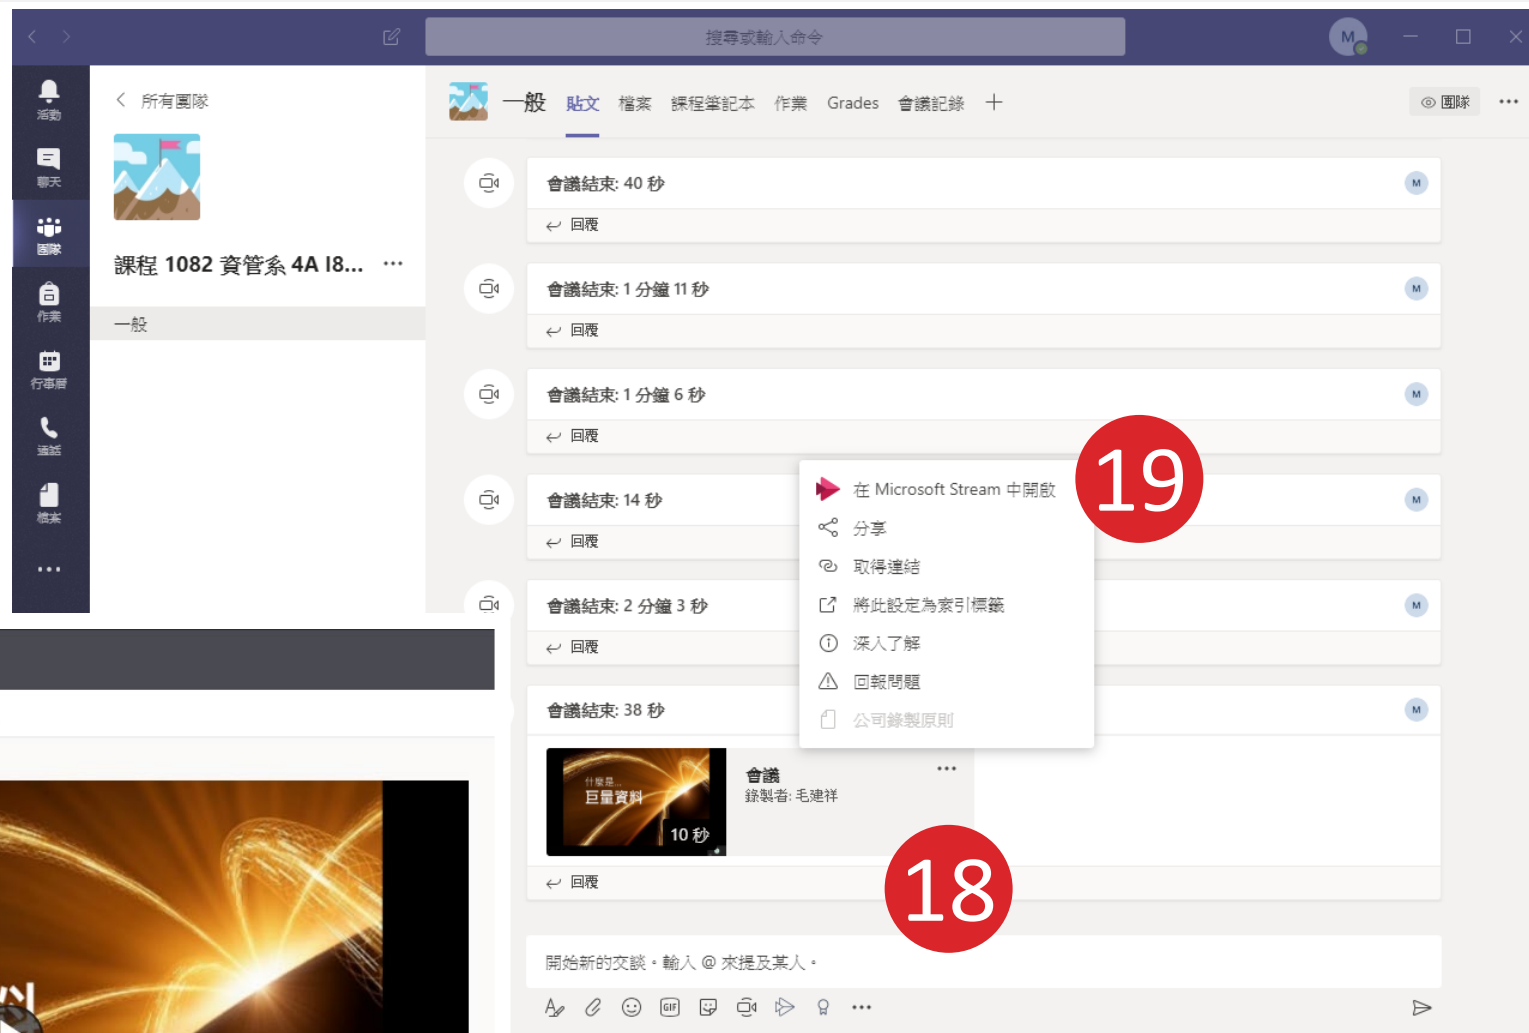 搜尋或輸入命令
M
活動
聊天
團隊
作業
行事曆
通話
檔案
所有團隊
課程 1082 資管系 4A I8...
一般
一般 貼文 檔案 課程筆記本 作業 Grades 會議記錄
團隊
會議結束: 40 秒
M
回覆
會議結束: 1 分鐘 11 秒
M
回覆
會議結束: 1 分鐘 6 秒
M
回覆
會議結束: 14 秒
M
回覆
會議結束: 2 分鐘 3 秒
M
回覆
會議結束: 38 秒
M
在 Microsoft Stream 中開啟
分享
取得連結
將此設定為索引標籤
深入了解
回報問題
公司錄製原則
19
什麼是...
巨量資料
10 秒
會議
錄製者: 毛建祥
回覆
18
開始新的交談。輸入 @ 來提及某人。
GIF